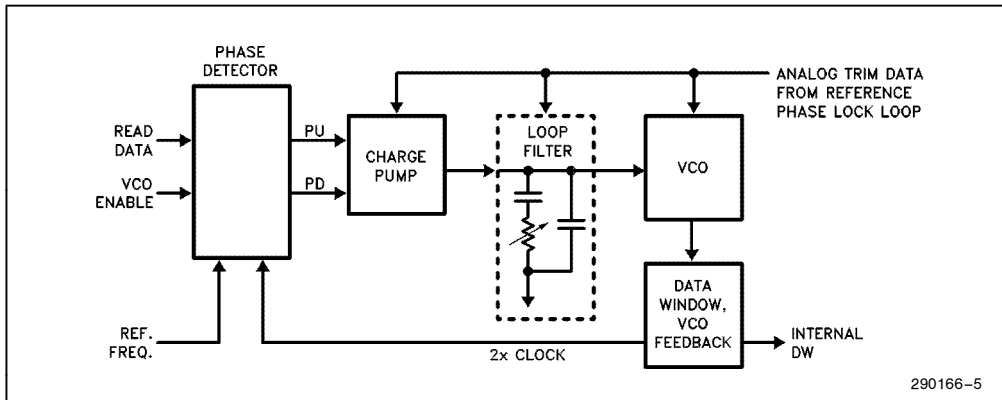 PHASE
DETECTOR
ANALOG TRIM DATA
FROM REFERENCE
PHASE LOCK LOOP
READ
DATA
VCO
ENABLE
PU
PD
CHARGE
PUMP
LOOP
FILTER
VCO
DATA
WINDOW,
VCO
FEEDBACK
REF.
FREQ.
2x CLOCK
INTERNAL
DW
290166-5